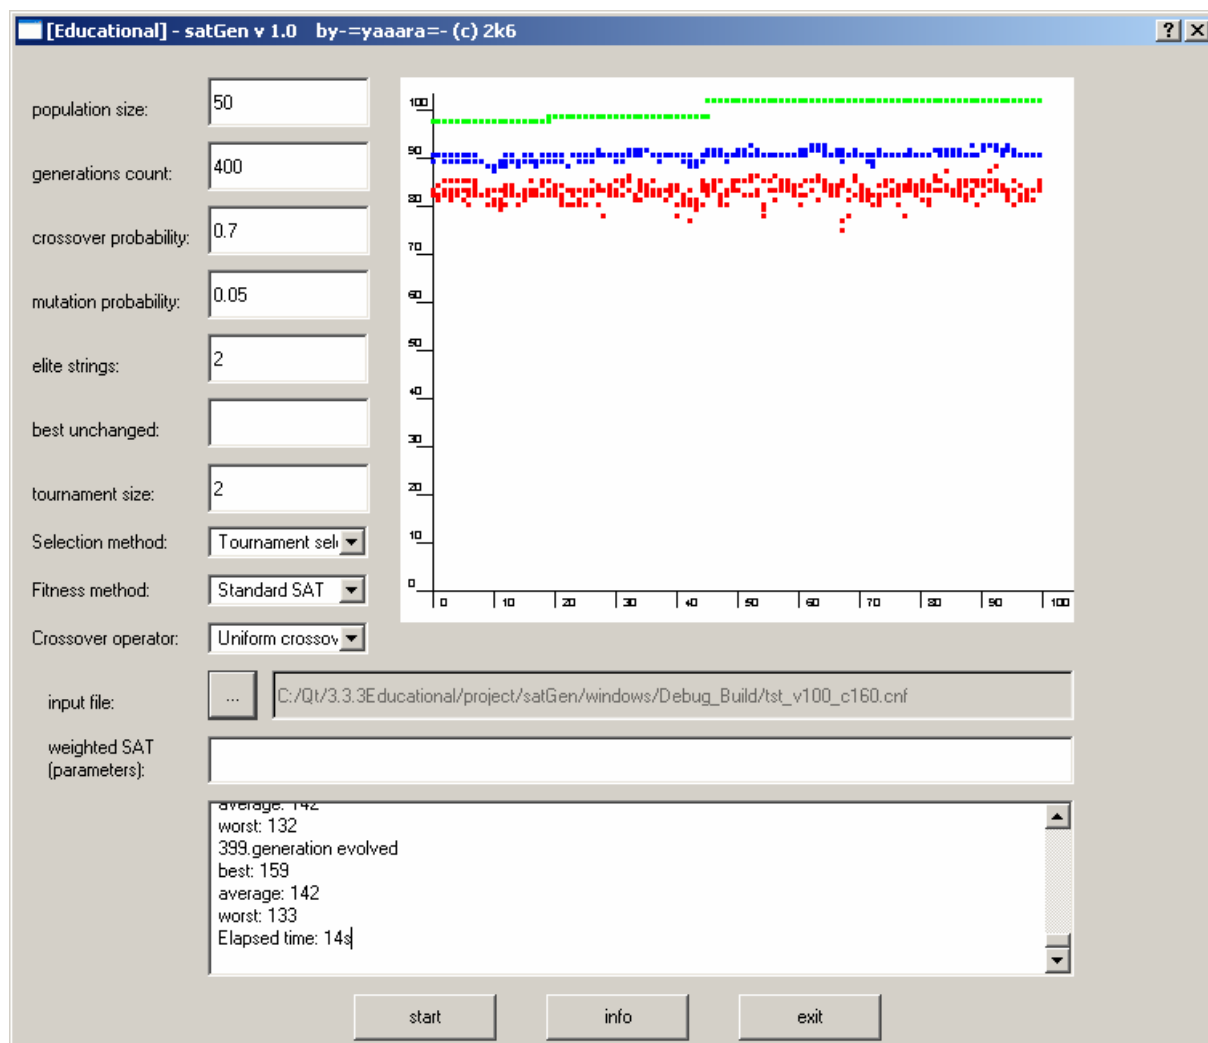 [Educational] - satGen v 1.0 by-=yaaara=- (c) 2k6
population size: 50
generations count: 400
crossover probability: 0.7
mutation probability: 0.05
elite strings: 2
best unchanged:
tournament size: 2
Selection method: Tournament sel
Fitness method: Standard SAT
Crossover operator: Uniform crossov
100
90
80
70
60
50
40
30
20
10
0
0 10 20 30 40 50 60 70 80 90 100
input file: ... C:/Qt/3.3.3Educational/project/satGen/windows/Debug_Build/tst_v100_c160.cnf
weighted SAT
(parameters):
average: 142
worst: 132
399.generation evolved
best: 159
average: 142
worst: 133
Elapsed time: 14s
start info exit